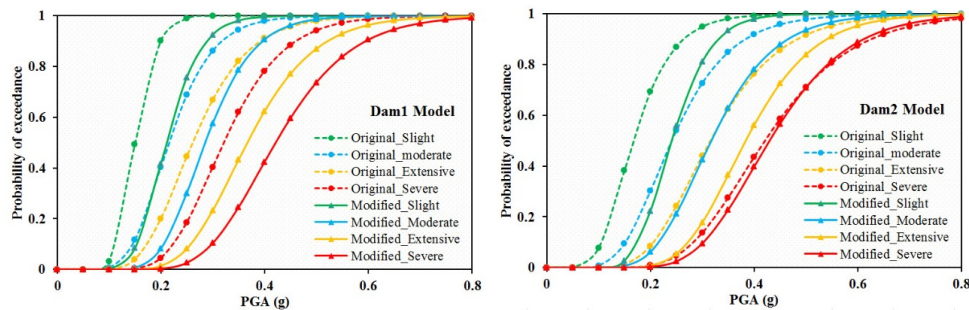 Probability of exceedance
1
0.8
0.6
0.4
0.2
0
0
0.2
0.4
0.6
0.8
PGA (g)
Dam1 Model
Original_Slight
Original_moderate
Original_Extensive
Original_Severe
Modified_Slight
Modified_Moderate
Modified_Extensive
Modified_Severe
Probability of exceedance
1
0.8
0.6
0.4
0.2
0
0
0.2
0.4
0.6
0.8
PGA (g)
Dam2 Model
Original_Slight
Original_moderate
Original_Extensive
Original_Severe
Modified_Slight
Modified_Moderate
Modified_Extensive
Modified_Severe